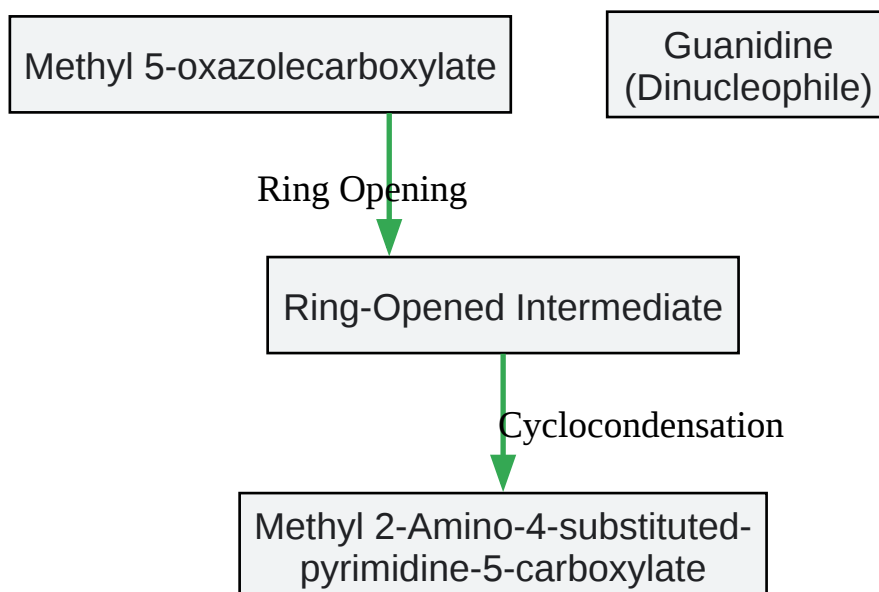 Methyl 5-oxazolecarboxylate
Guanidine
(Dinucleophile)
Ring Opening
Ring-Opened Intermediate
Cyclocondensation
Methyl 2-Amino-4-substituted-
pyrimidine-5-carboxylate